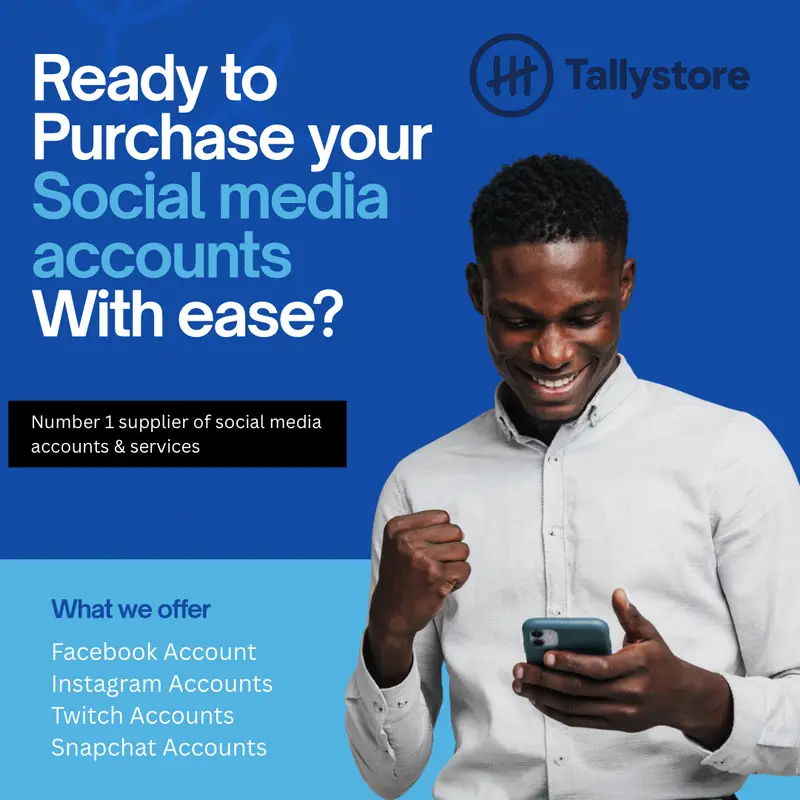 Ready to
Purchase your
Social media
accounts
With ease?
Tallystore
Number 1 supplier of social media
accounts & services
What we offer
Facebook Account
Instagram Accounts
Twitch Accounts
Snapchat Accounts